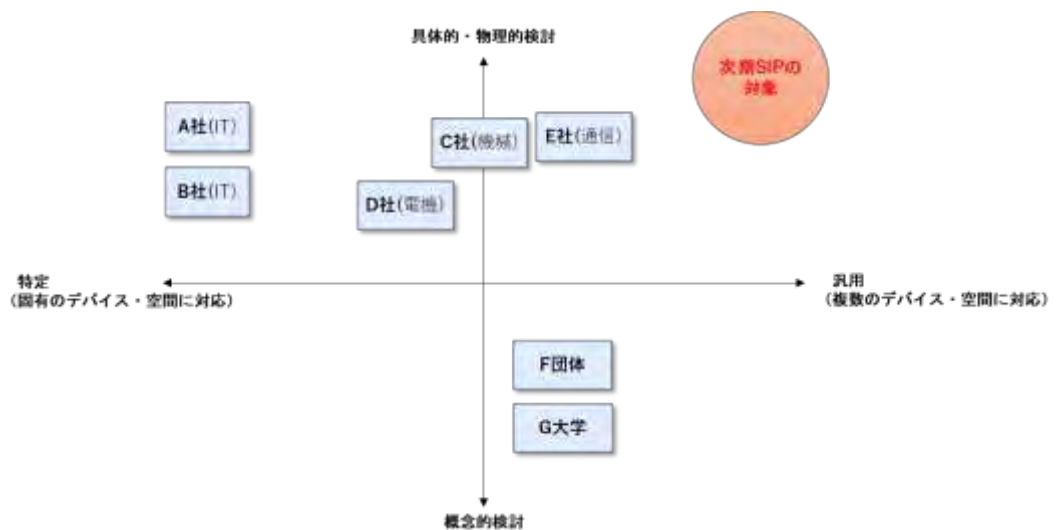 具体的・物理的検討
次期SIPの
対象
A社(IT)
C社(機械)
E社(通信)
B社(IT)
D社(電機)
特定
(固有のデバイス・空間に対応)
汎用
(複数のデバイス・空間に対応)
F団体
G大学
概念的検討